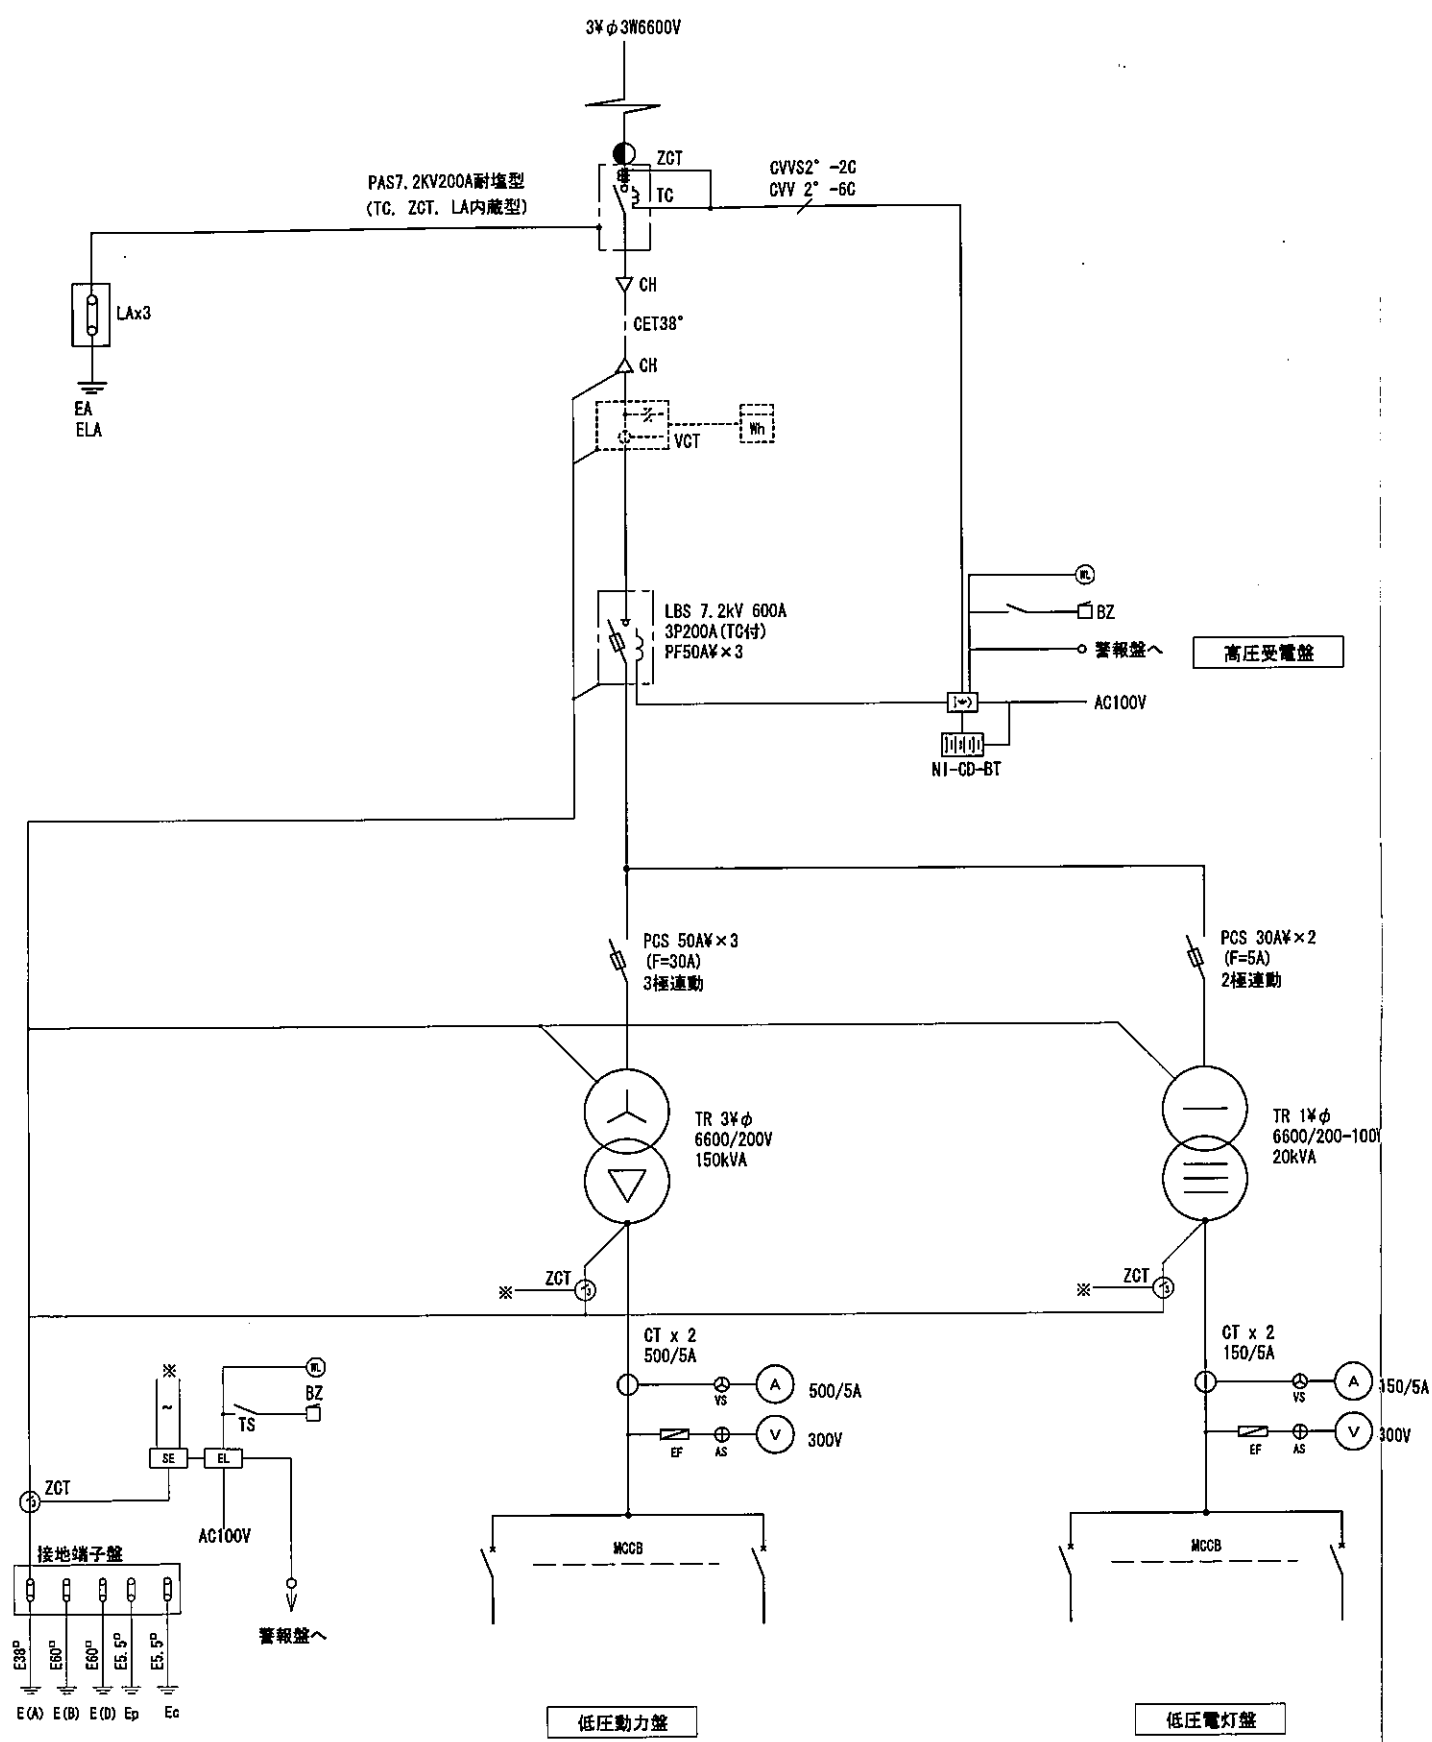 3¥φ3W6600V
ZCT
PAS7.2KV200A耐塩型
(TC, ZCT, LA内蔵型)
TC
CVVS2° -2C
CVV 2° -6C
LAx3
EA
ELA
CH
CET38°
CH
VCT
Wh
LBS 7.2kV 600A
3P200A(TC付)
PF50A¥×3
WL
BZ
警報盤へ
高圧受電盤
AC100V
NI-CD-BT
PCS 50A¥×3
(F=30A)
3極連動
PCS 30A¥×2
(F=5A)
2極連動
TR 3¥φ
6600/200V
150kVA
TR 1¥φ
6600/200-100V
20kVA
※ ZCT
※ ZCT
CT x 2
500/5A
A
500/5A
VS
V
300V
EF
AS
CT x 2
150/5A
A
150/5A
VS
V
300V
EF
AS
※
~
WL
BZ
TS
SE
EL
ZCT
AC100V
接地端子盤
警報盤へ
MCCB
MCCB
E38□
E60□
E60□
E5.5□
E5.5□
E(A) E(B) E(D) Ep Ec
低圧動力盤
低圧電灯盤